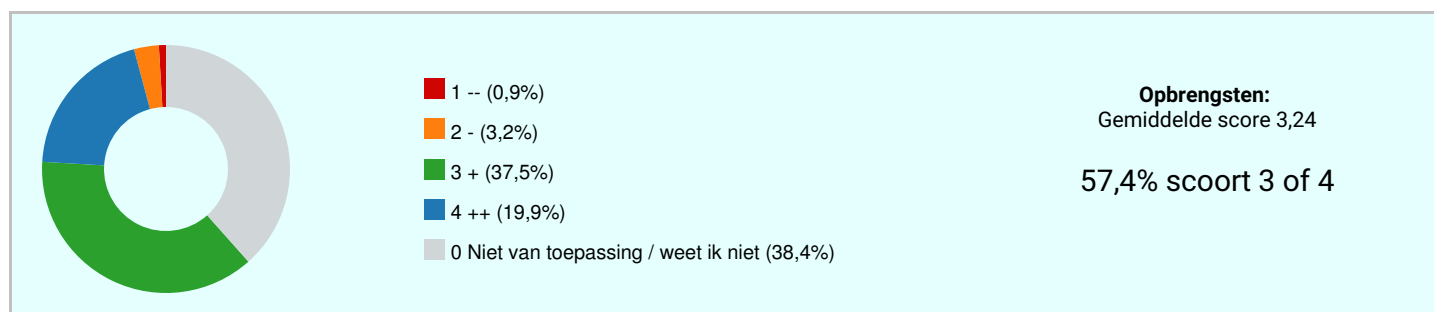 1 -- (0,9%)
2 - (3,2%)
3 + (37,5%)
4 ++ (19,9%)
0 Niet van toepassing / weet ik niet (38,4%)
Opbrengsten:
Gemiddelde score 3,24
57,4% scoort 3 of 4